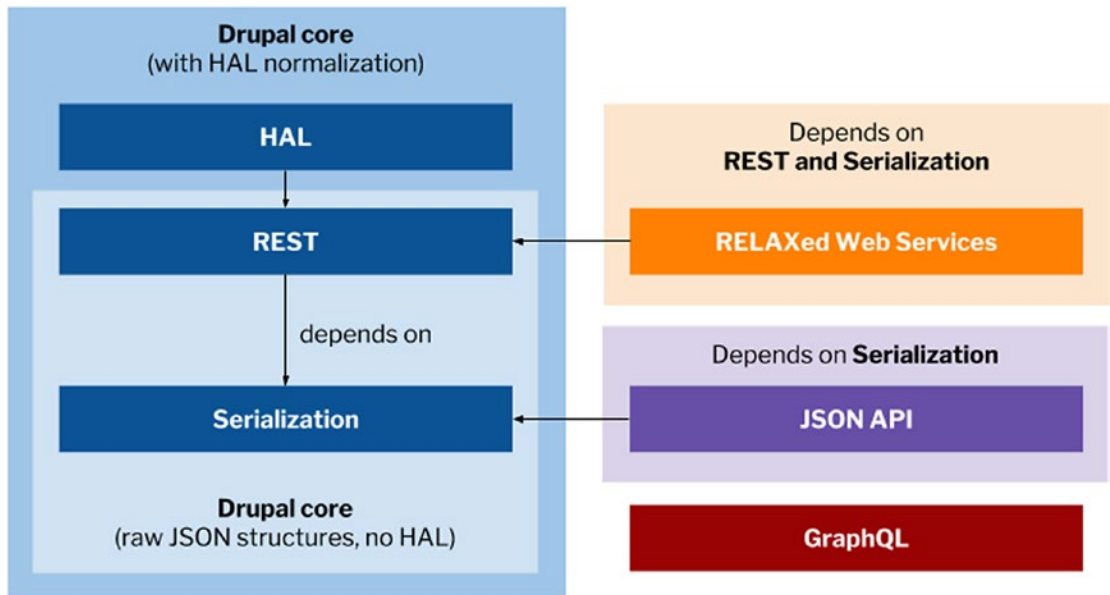 Drupal core
(with HAL normalization)
HAL
REST
depends on
Serialization
Drupal core
(raw JSON structures, no HAL)
Depends on
REST and Serialization
RELAXed Web Services
Depends on Serialization
JSON API
GraphQL